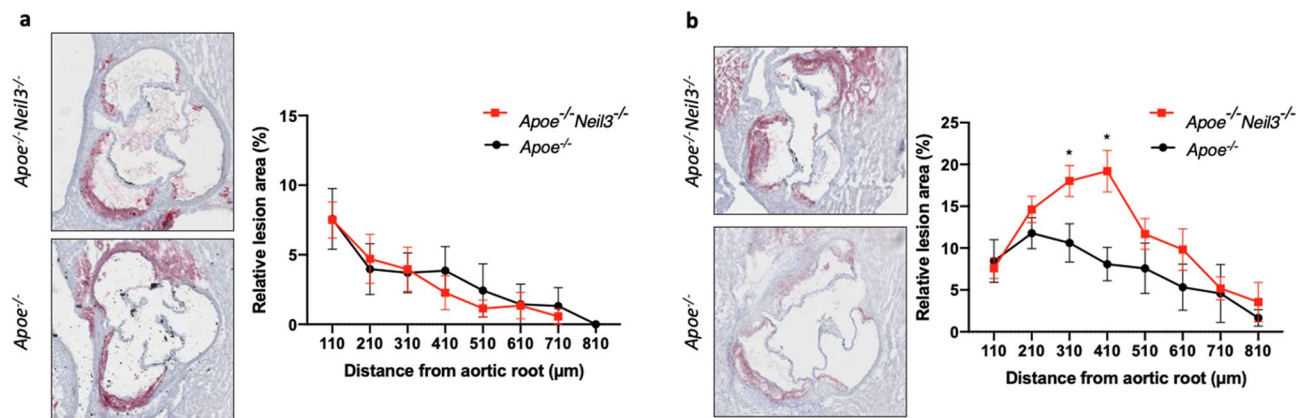 a
Apoe-/-Neil3-/-
Apoe-/-
Relative lesion area (%)
15
10
5
0
Apoe-/-Neil3-/-
Apoe-/-
110 210 310 410 510 610 710 810
Distance from aortic root (µm)
b
Apoe-/-Neil3-/-
Apoe-/-
Relative lesion area (%)
25
20
15
10
5
0
Apoe-/-Neil3-/-
Apoe-/-
*
*
110 210 310 410 510 610 710 810
Distance from aortic root (µm)